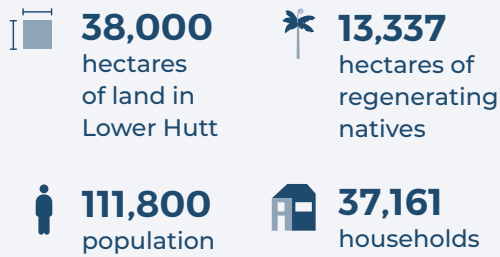 38,000
hectares
of land in
Lower Hutt
13,337
hectares of
regenerating
natives
111,800
population
37,161
households